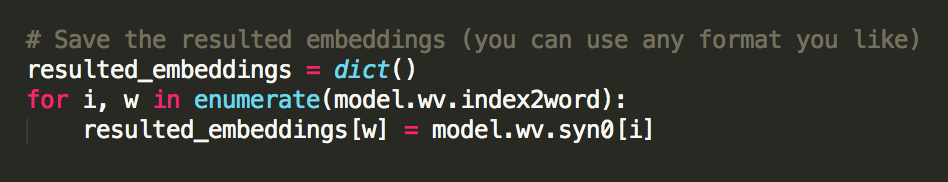 # Save the resulted embeddings (you can use any format you like)
resulted_embeddings = dict()
for i, w in enumerate(model.wv.index2word):
    resulted_embeddings[w] = model.wv.syn0[i]